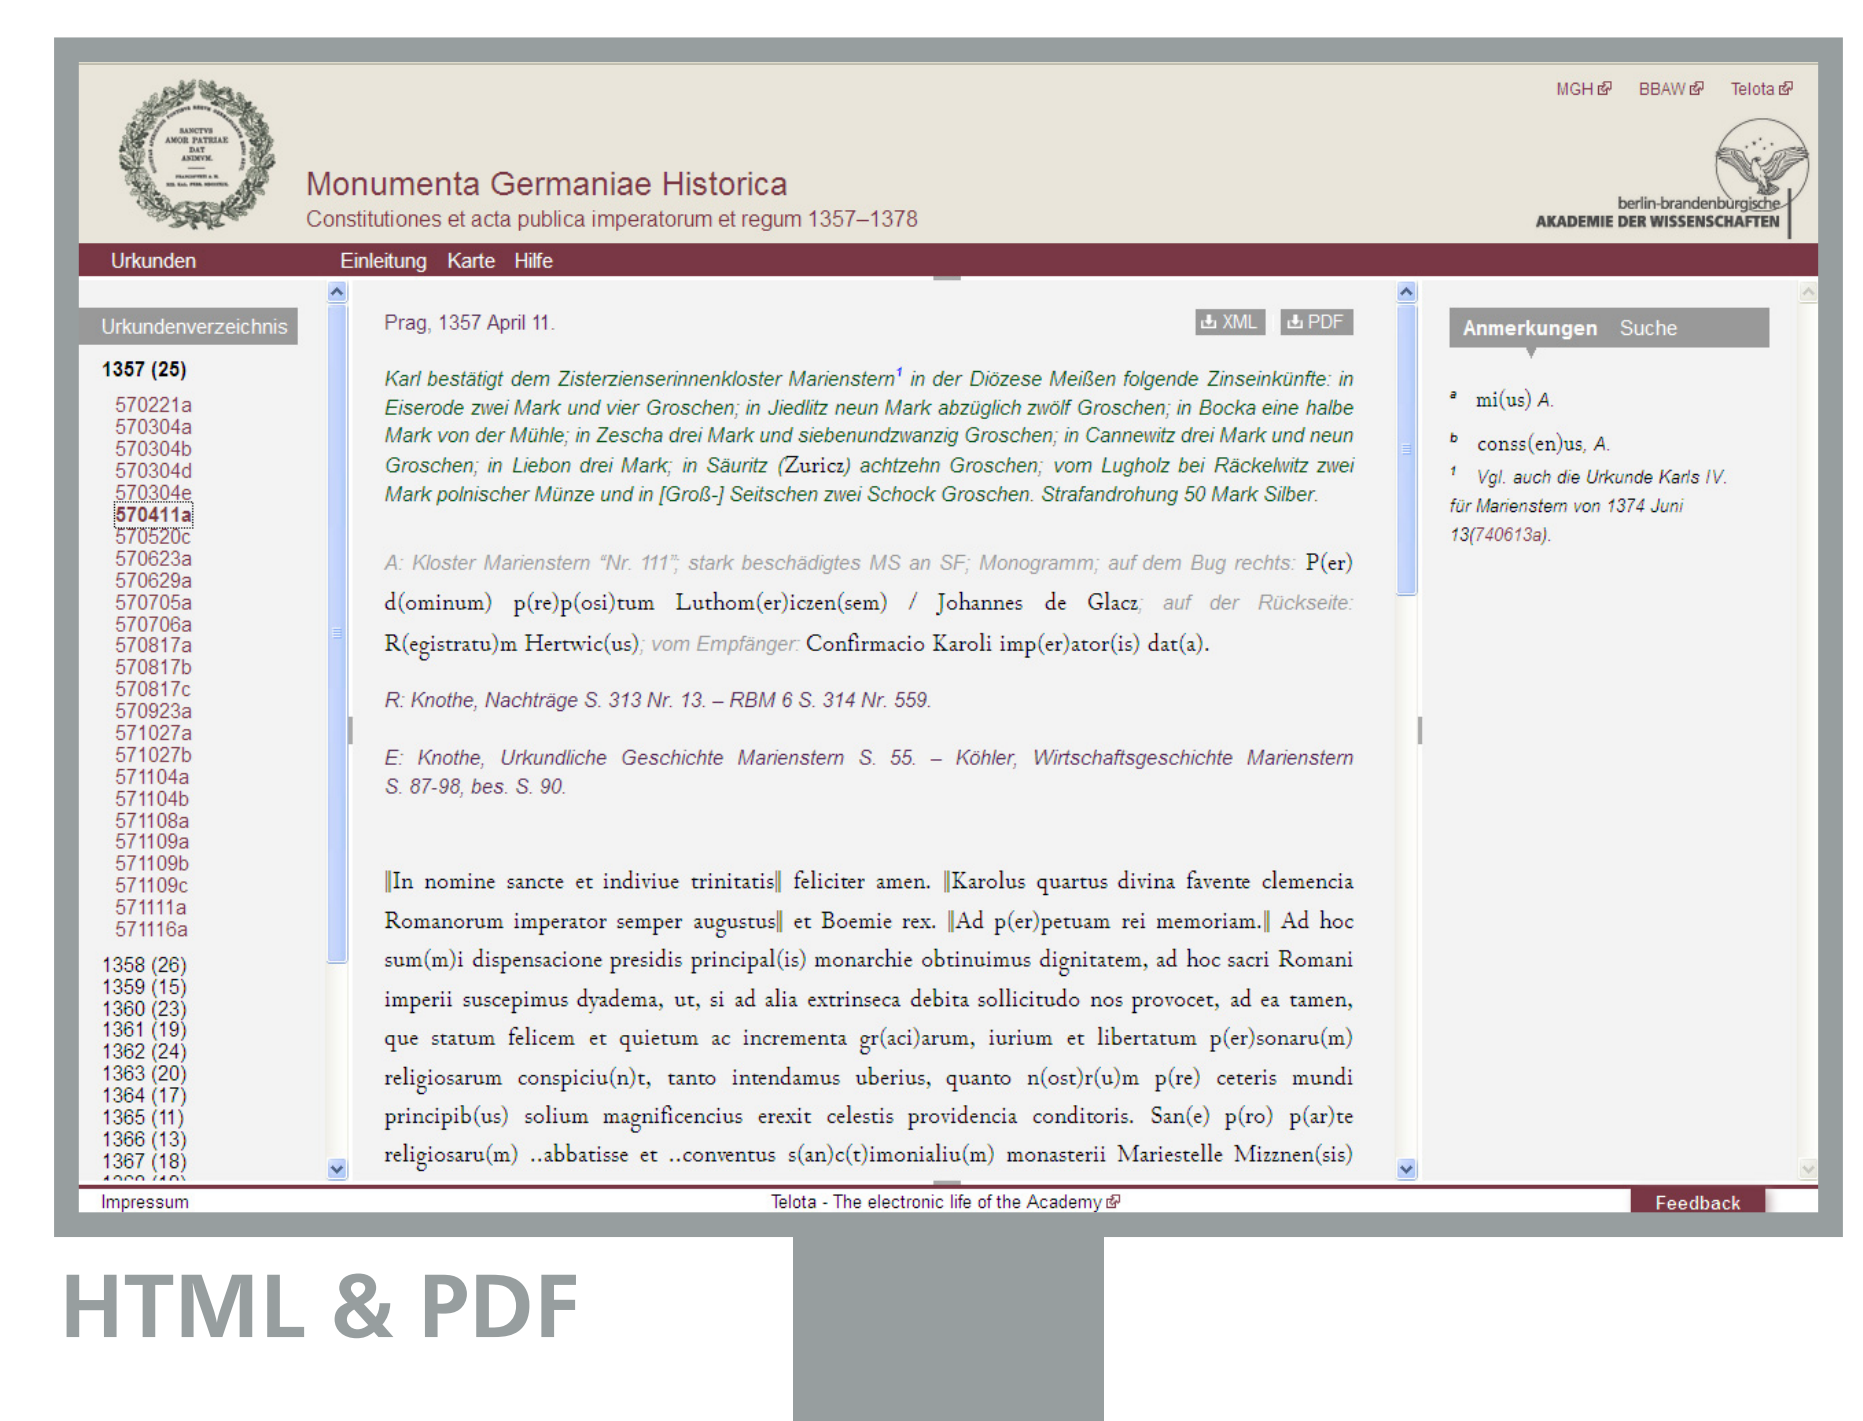 SANCTVS
AMOR PATRIAE
DAT
ANIMVM.
MGH
BBAW
Telota
Monumenta Germaniae Historica
Constitutiones et acta publica imperatorum et regum 1357–1378
berlin-brandenburgische
AKADEMIE DER WISSENSCHAFTEN
Urkunden Einleitung Karte Hilfe
Urkundenverzeichnis
1357 (25)
570221a
570304a
570304b
570304d
570304e
570411a
570520c
570623a
570629a
570705a
570706a
570817a
570817b
570817c
570923a
571027a
571027b
571104a
571104b
571108a
571109a
571109b
571109c
571111a
571116a
1358 (26)
1359 (15)
1360 (23)
1361 (19)
1362 (24)
1363 (20)
1364 (17)
1365 (11)
1366 (13)
1367 (18)
Prag, 1357 April 11.
XML PDF
Karl bestätigt dem Zisterzienserinnenkloster Marienstern1 in der Diözese Meißen folgende Zinseinkünfte: in
Eiserode zwei Mark und vier Groschen; in Jiedlitz neun Mark abzüglich zwölf Groschen; in Bocka eine halbe
Mark von der Mühle; in Zescha drei Mark und siebenundzwanzig Groschen; in Cannewitz drei Mark und neun
Groschen; in Liebon drei Mark; in Säuritz (Zuricz) achtzehn Groschen; vom Lugholz bei Räckelwitz zwei
Mark polnischer Münze und in [Groß-] Seitschen zwei Schock Groschen. Strafandrohung 50 Mark Silber.
A: Kloster Marienstern “Nr. 111”; stark beschädigtes MS an SF; Monogramm; auf dem Bug rechts: P(er)
d(ominum) p(re)p(osi)tum Luthom(er)iczen(sem) / Johannes de Glacz; auf der Rückseite:
R(egistratu)m Hertwic(us); vom Empfänger: Confirmacio Karoli imp(er)ator(is) dat(a).
R: Knothe, Nachträge S. 313 Nr. 13. – RBM 6 S. 314 Nr. 559.
E: Knothe, Urkundliche Geschichte Marienstern S. 55. – Köhler, Wirtschaftsgeschichte Marienstern
S. 87-98, bes. S. 90.
‖In nomine sancte et indiviue trinitatis‖ feliciter amen. ‖Karolus quartus divina favente clemencia
Romanorum imperator semper augustus‖ et Boemie rex. ‖Ad p(er)petuam rei memoriam.‖ Ad hoc
sum(m)i dispensacione presidis principal(is) monarchie obtinuimus dignitatem, ad hoc sacri Romani
imperii suscepimus dyadema, ut, si ad alia extrinseca debita sollicitudo nos provocet, ad ea tamen,
que statum felicem et quietum ac incrementa gr(aci)arum, iurium et libertatum p(er)sonaru(m)
religiosarum conspiciu(n)t, tanto intendamus uberius, quanto n(ost)r(u)m p(re) ceteris mundi
principib(us) solium magnificencius erexit celestis providencia conditoris. San(e) p(ro) p(ar)te
religiosaru(m) ..abbatisse et ..conventus s(an)c(t)imonialiu(m) monasterii Mariestelle Mizznen(sis)
Anmerkungen Suche
a mi(us) A.
b conss(en)us, A.
1 Vgl. auch die Urkunde Karls IV.
für Marienstern von 1374 Juni
13(740613a).
Impressum
Telota - The electronic life of the Academy
Feedback
HTML & PDF